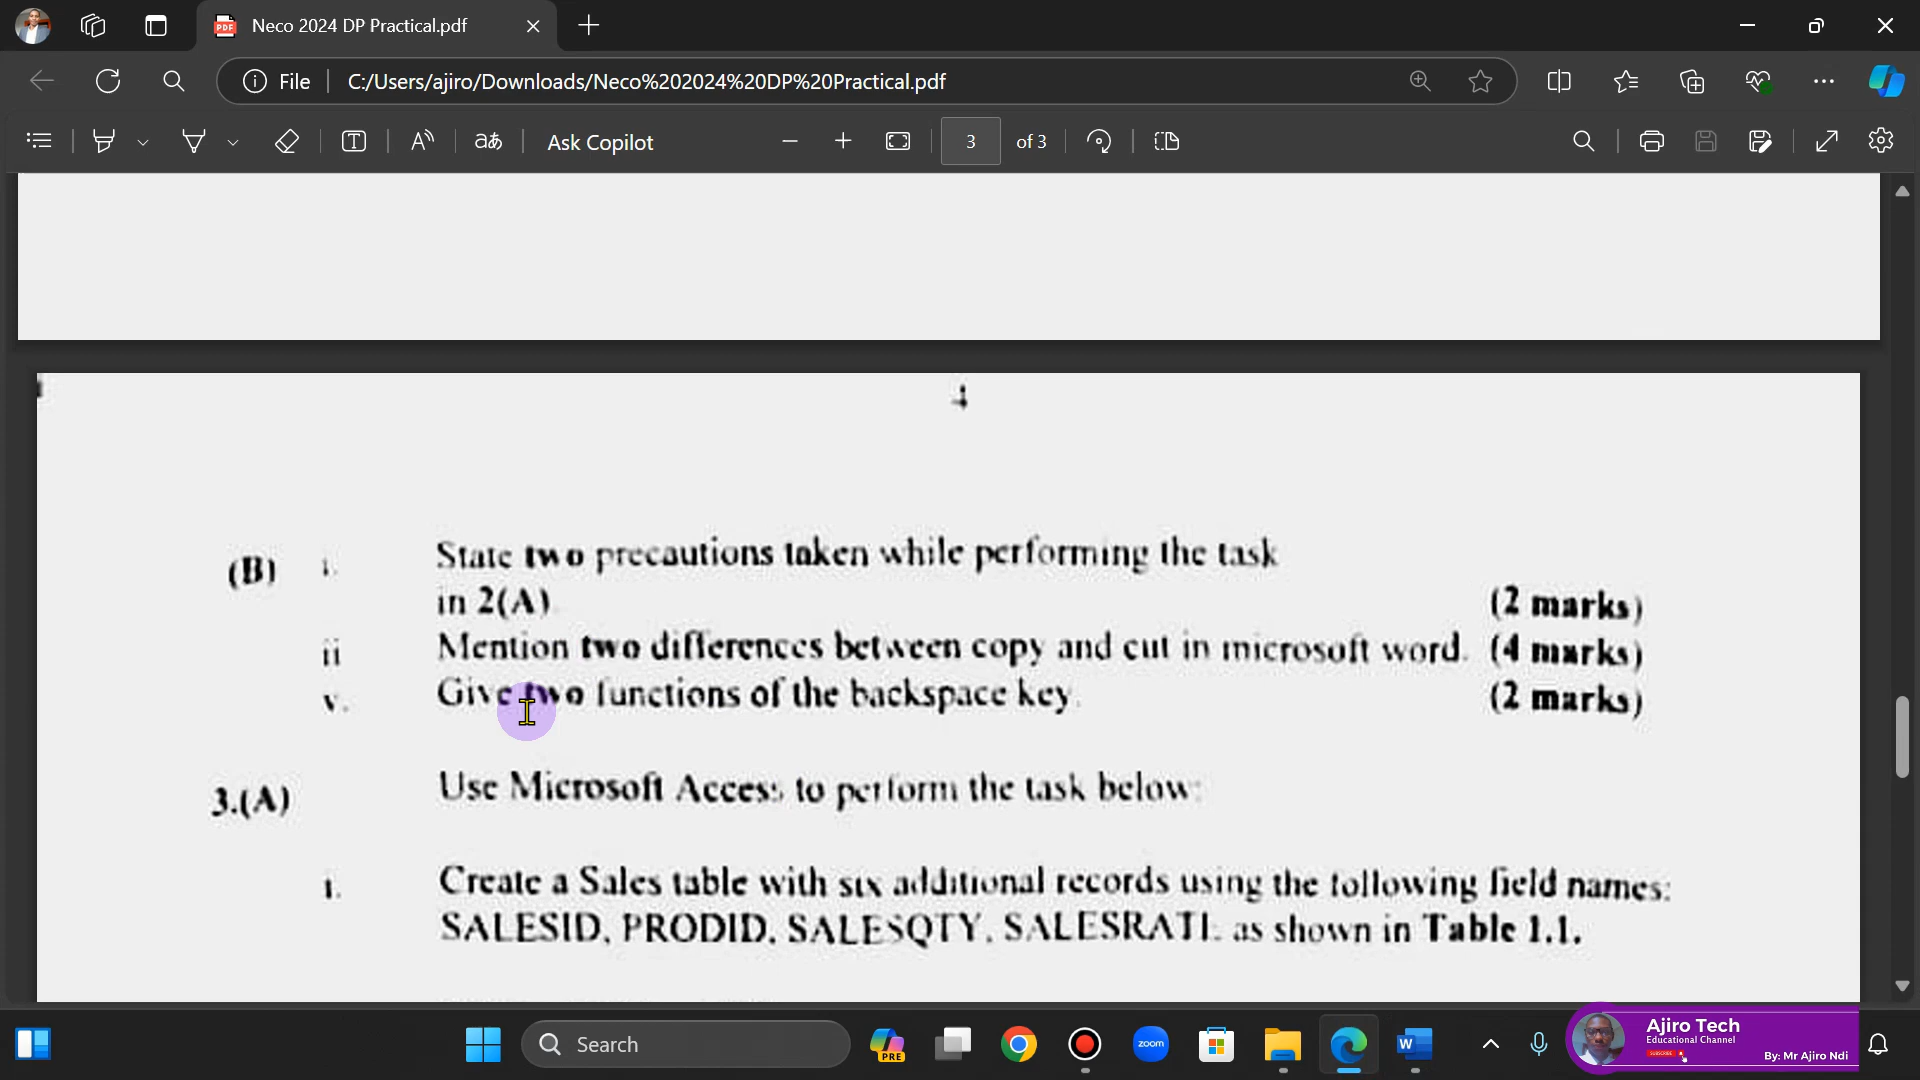 Neco 2024 DP Practical.pdf
File
C:/Users/ajiro/Downloads/Neco%202024%20DP%20Practical.pdf
Ask Copilot
3 of 3
4
(B) i. State two precautions taken while performing the task
in 2(A) (2 marks)
ii Mention two differences between copy and cut in microsoft word. (4 marks)
v. Give two functions of the backspace key. (2 marks)
3.(A) Use Microsoft Access to perform the task below:
i. Create a Sales table with six additional records using the following field names:
SALESID, PRODID, SALESQTY, SALESRATE as shown in Table 1.1.
Search
PRE
zoom
W
Ajiro Tech
Educational Channel
SUBSCRIBE
By: Mr Ajiro Ndi